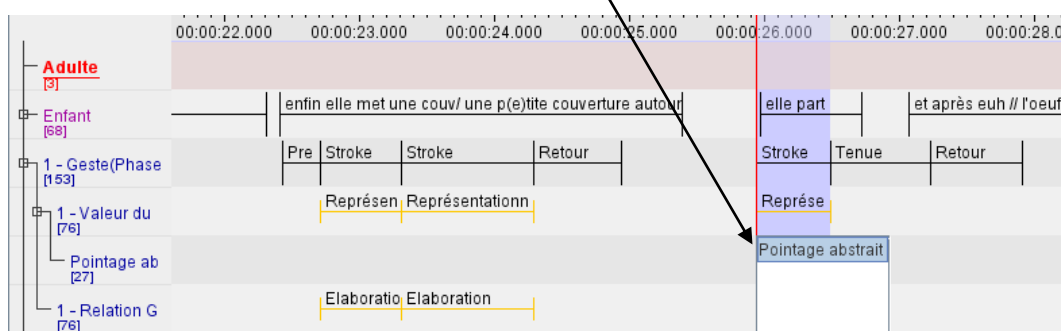 00:00:22.000 00:00:23.000 00:00:24.000 00:00:25.000 00:00:26.000 00:00:27.000 00:00:28.0
Adulte
[3]
Enfant
[68]
enfin elle met une couv/ une p(e)tite couverture autour
elle part
et après euh // l'oeuf
1 - Geste(Phase
[153]
Pre Stroke Stroke Retour Stroke Tenue Retour
1 - Valeur du
[76]
Représen Représentationn Représe
Pointage ab
[27]
Pointage abstrait
1 - Relation G
[76]
Elaboratio Elaboration